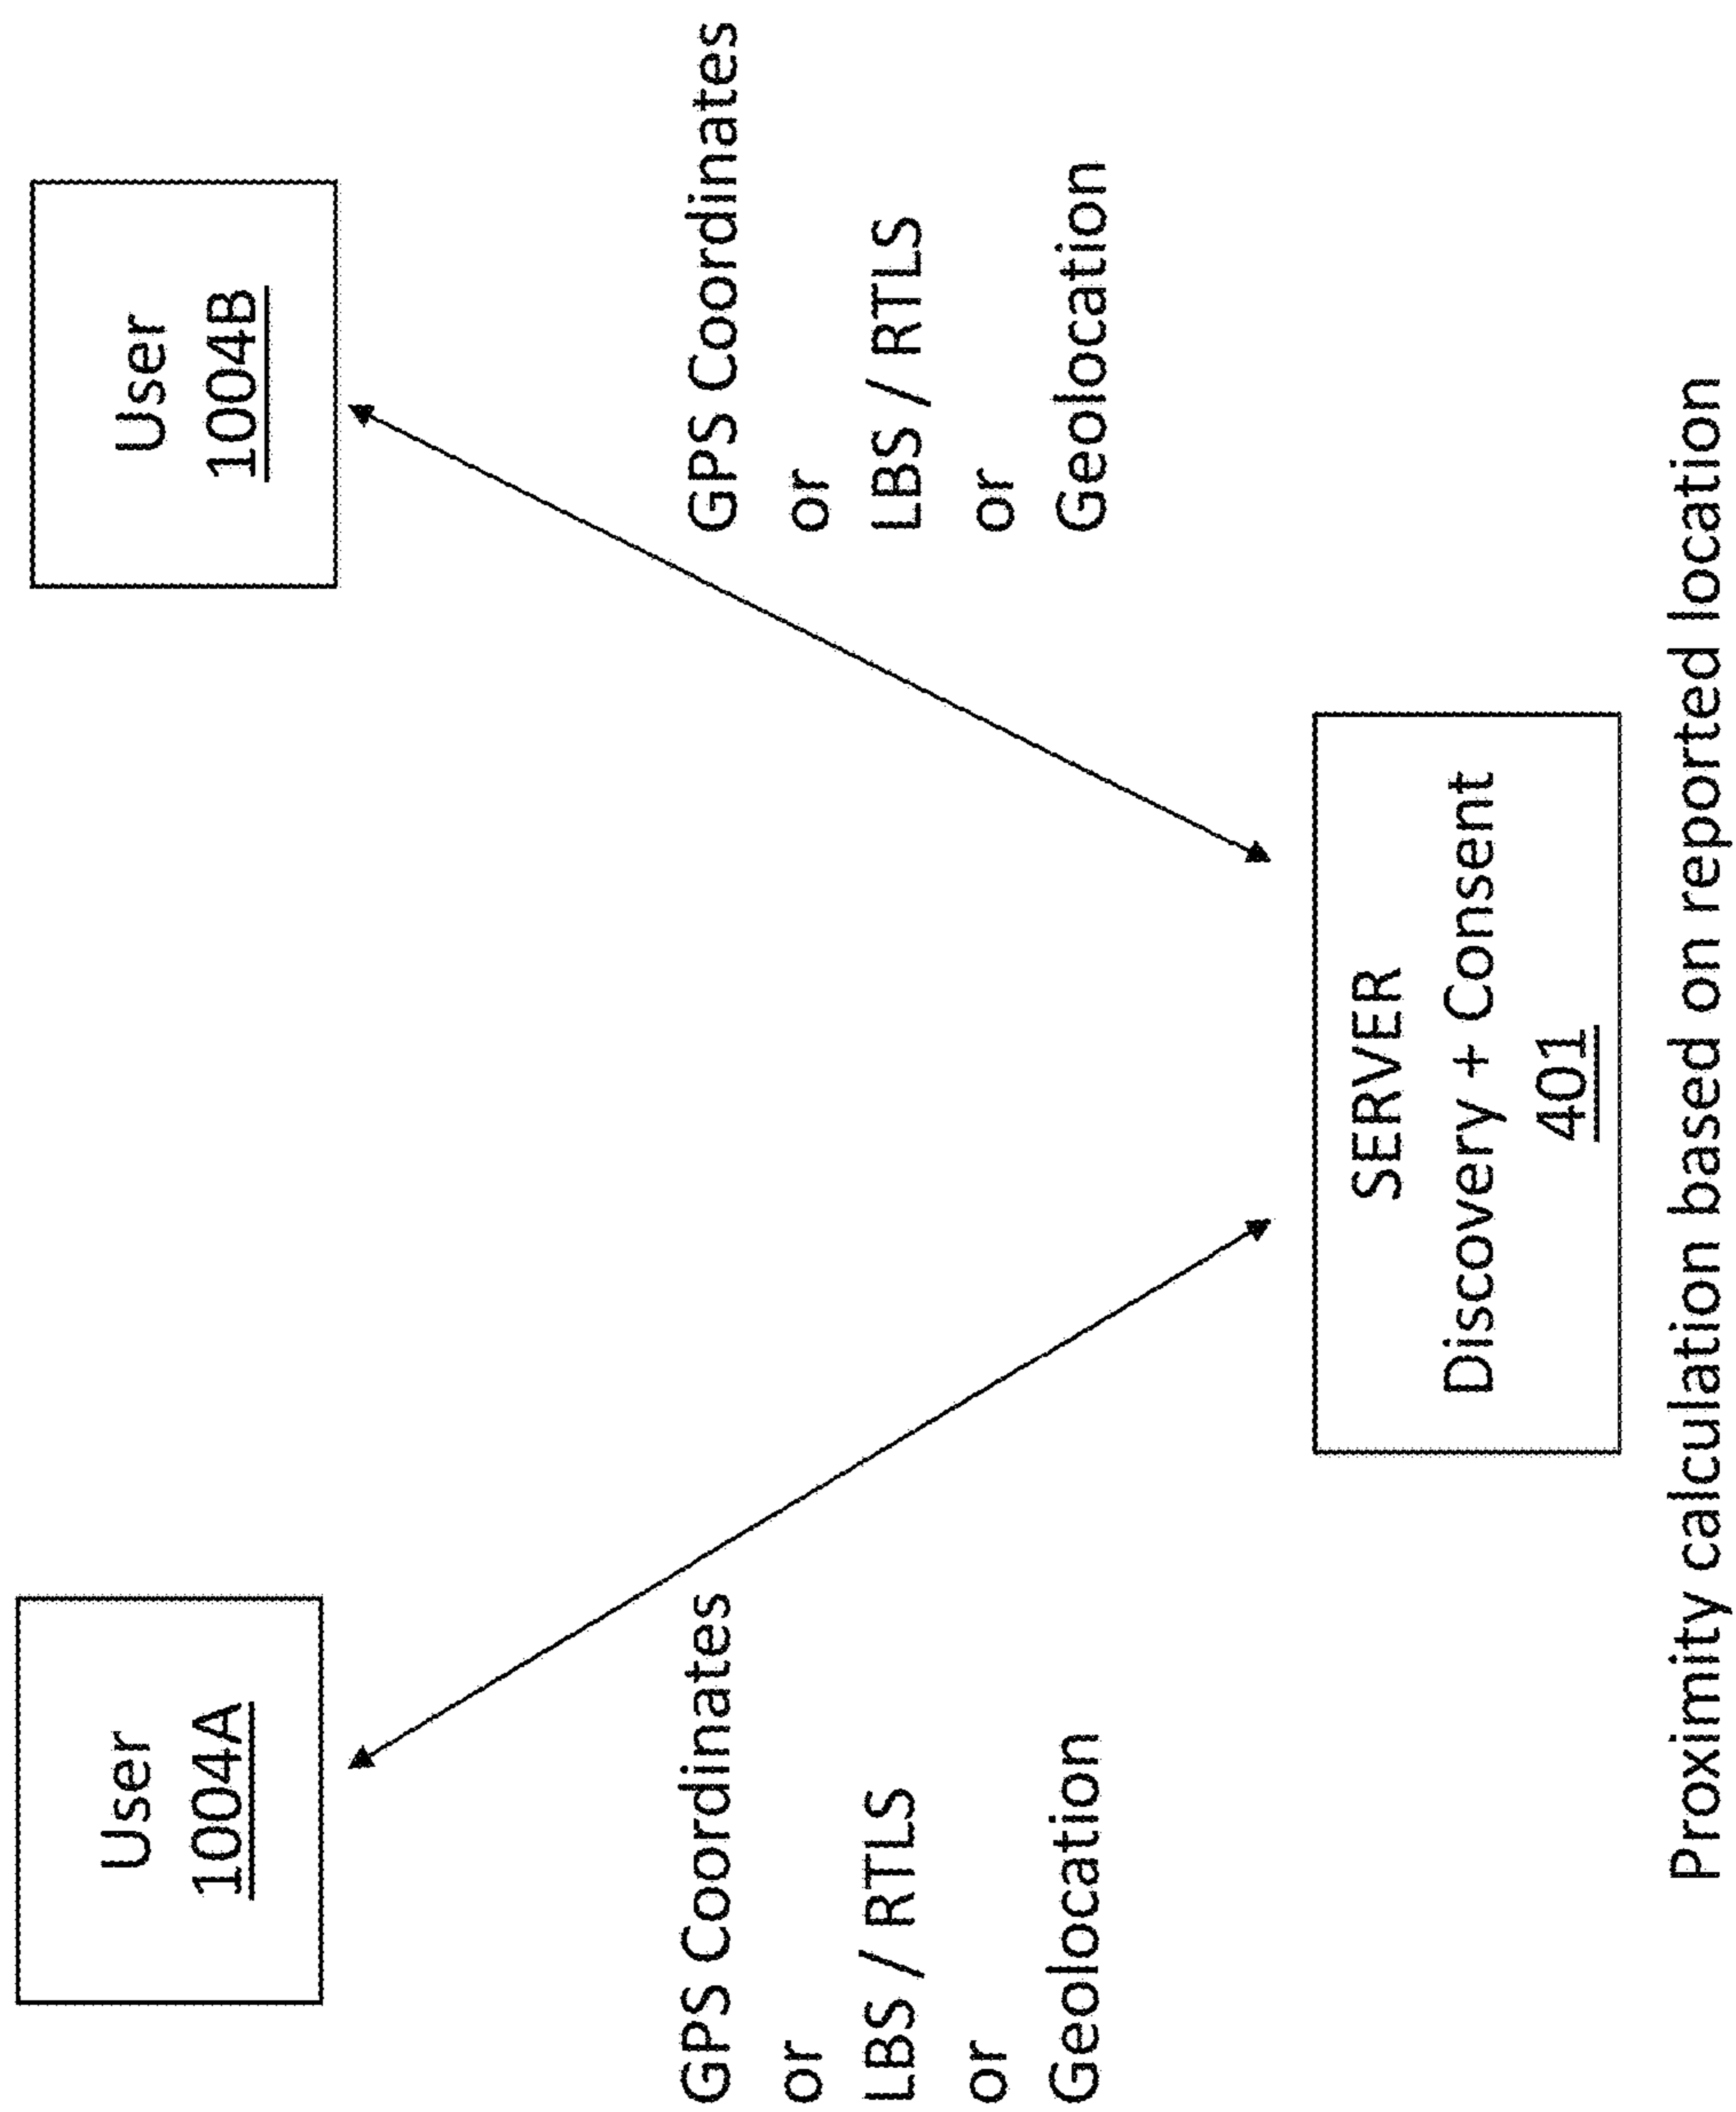 User
1004A
User
1004B
GPS Coordinates
or
LBS / RTLS
or
Geolocation
GPS Coordinates
or
LBS / RTLS
or
Geolocation
SERVER
Discovery + Consent
401
Proximity calculation based on reported location